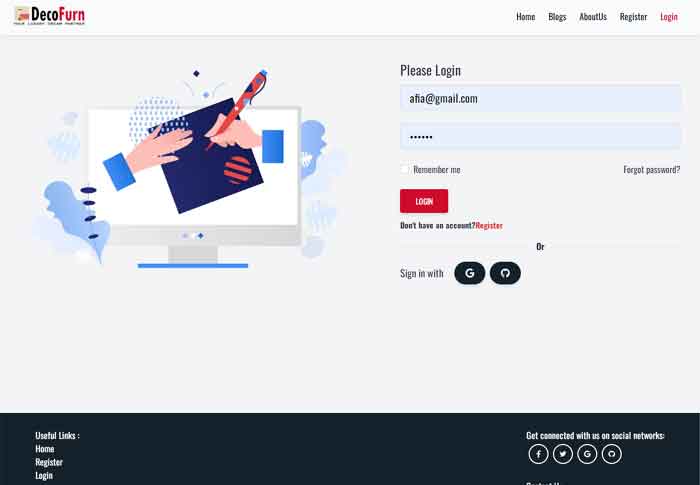 DecoFurn
YOUR LUXURY DREAM PARTNER
Home Blogs AboutUs Register Login
Please Login
afia@gmail.com
••••••
Remember me Forgot password?
LOGIN
Don't have an account?Register
Or
Sign in with
Useful Links :
Home
Register
Login
Get connected with us on social networks: